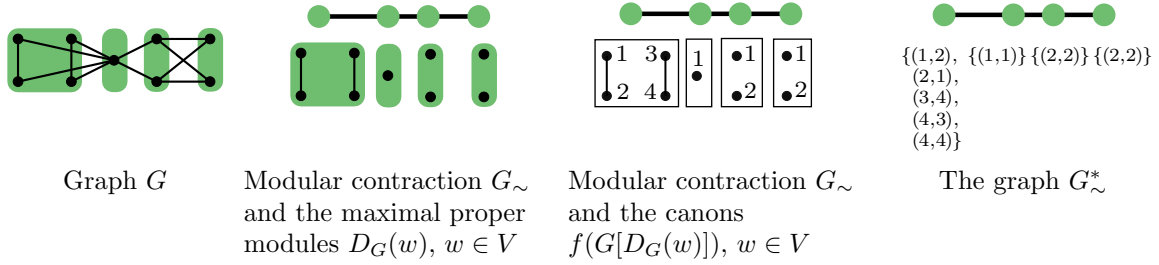 1 3 1 1 1
2 4 2 2
{(1,2), {(1,1)} {(2,2)} {(2,2)}
(2,1),
(3,4),
(4,3),
(4,4)}
Graph G
Modular contraction G∼
and the maximal proper
modules D_G(w), w ∈ V
Modular contraction G∼
and the canons
f(G[D_G(w)]), w ∈ V
The graph G*∼